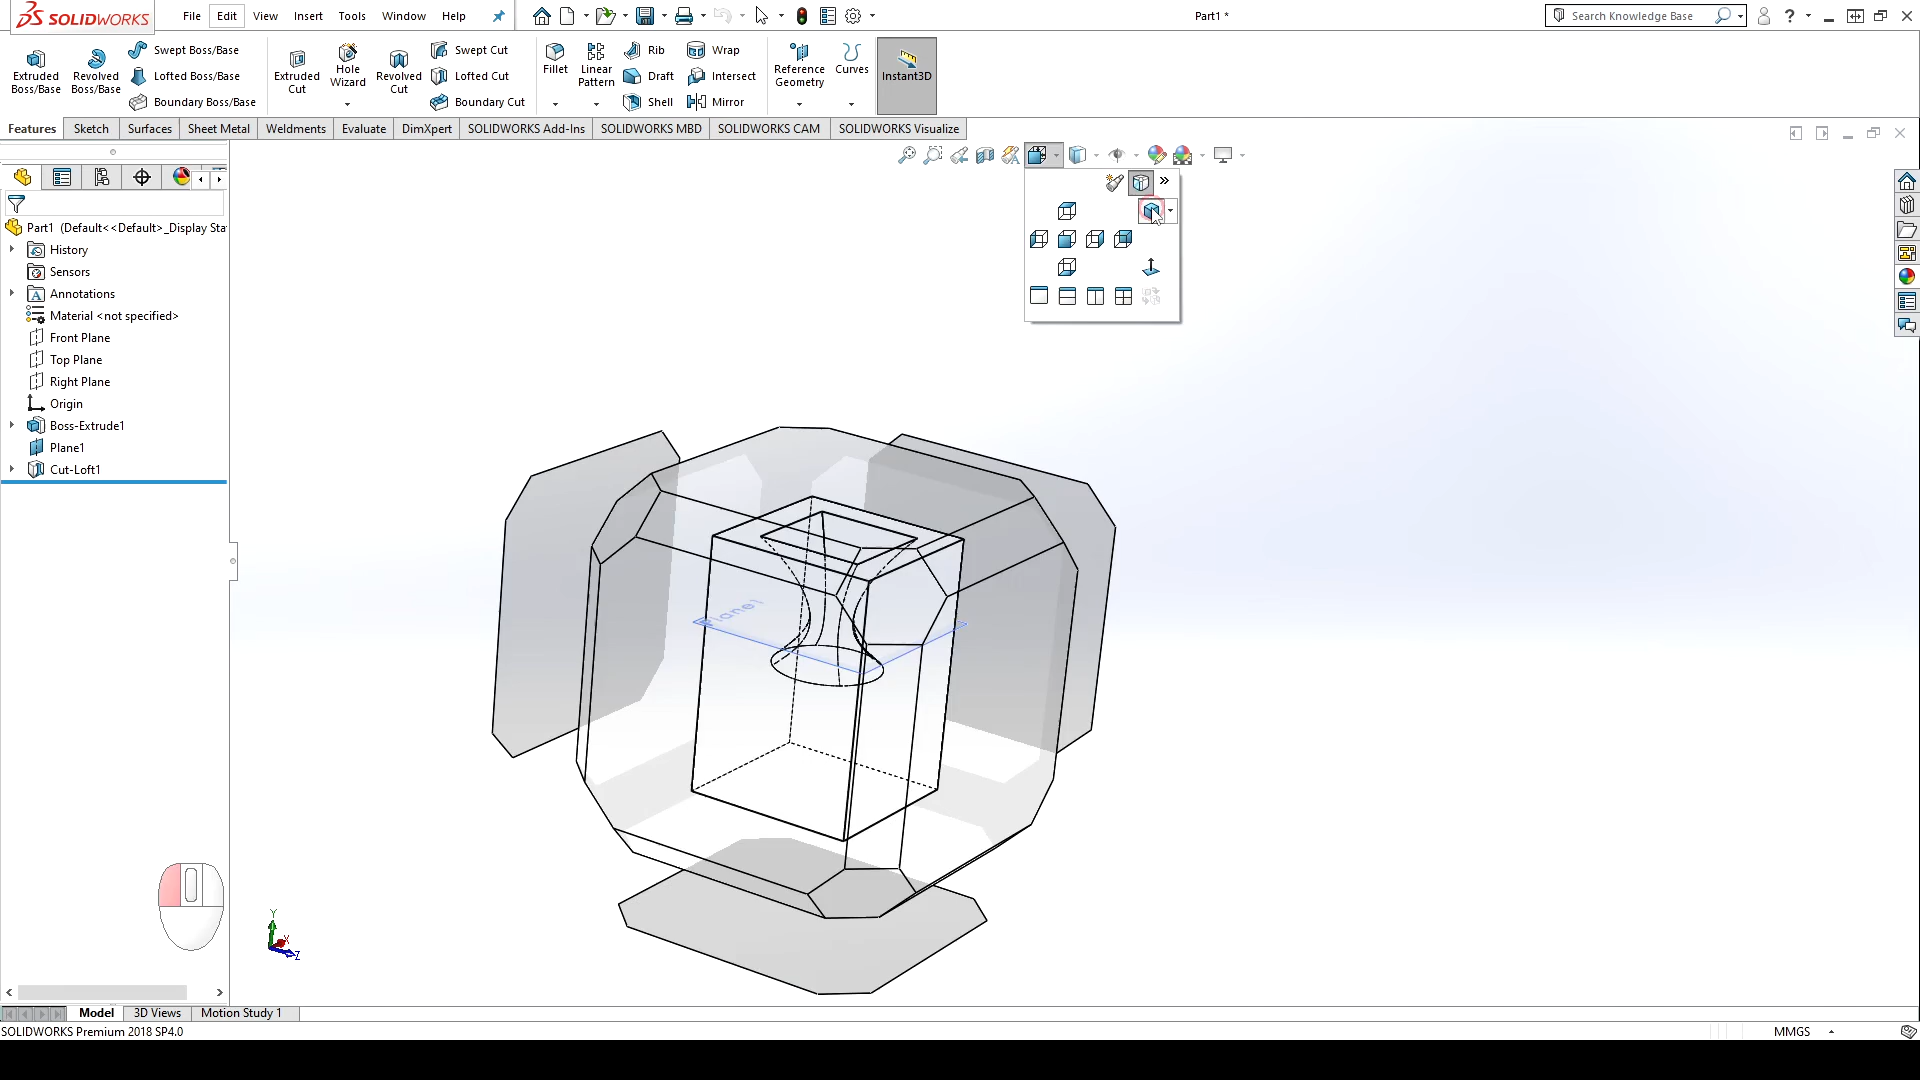 SOLIDWORKS
File Edit View Insert Tools Window Help
Part1 *
Search Knowledge Base
?
Extruded Boss/Base
Revolved Boss/Base
Swept Boss/Base
Lofted Boss/Base
Boundary Boss/Base
Extruded Cut
Hole Wizard
Revolved Cut
Swept Cut
Lofted Cut
Boundary Cut
Fillet
Linear Pattern
Rib
Draft
Shell
Wrap
Intersect
Mirror
Reference Geometry
Curves
Instant3D
Features Sketch Surfaces Sheet Metal Weldments Evaluate DimXpert SOLIDWORKS Add-Ins SOLIDWORKS MBD SOLIDWORKS CAM SOLIDWORKS Visualize
Part1 (Default<<Default>_Display Sta
History
Sensors
Annotations
Material <not specified>
Front Plane
Top Plane
Right Plane
Origin
Boss-Extrude1
Plane1
Cut-Loft1
Plane1
Y
X
Z
Model 3D Views Motion Study 1
SOLIDWORKS Premium 2018 SP4.0
MMGS